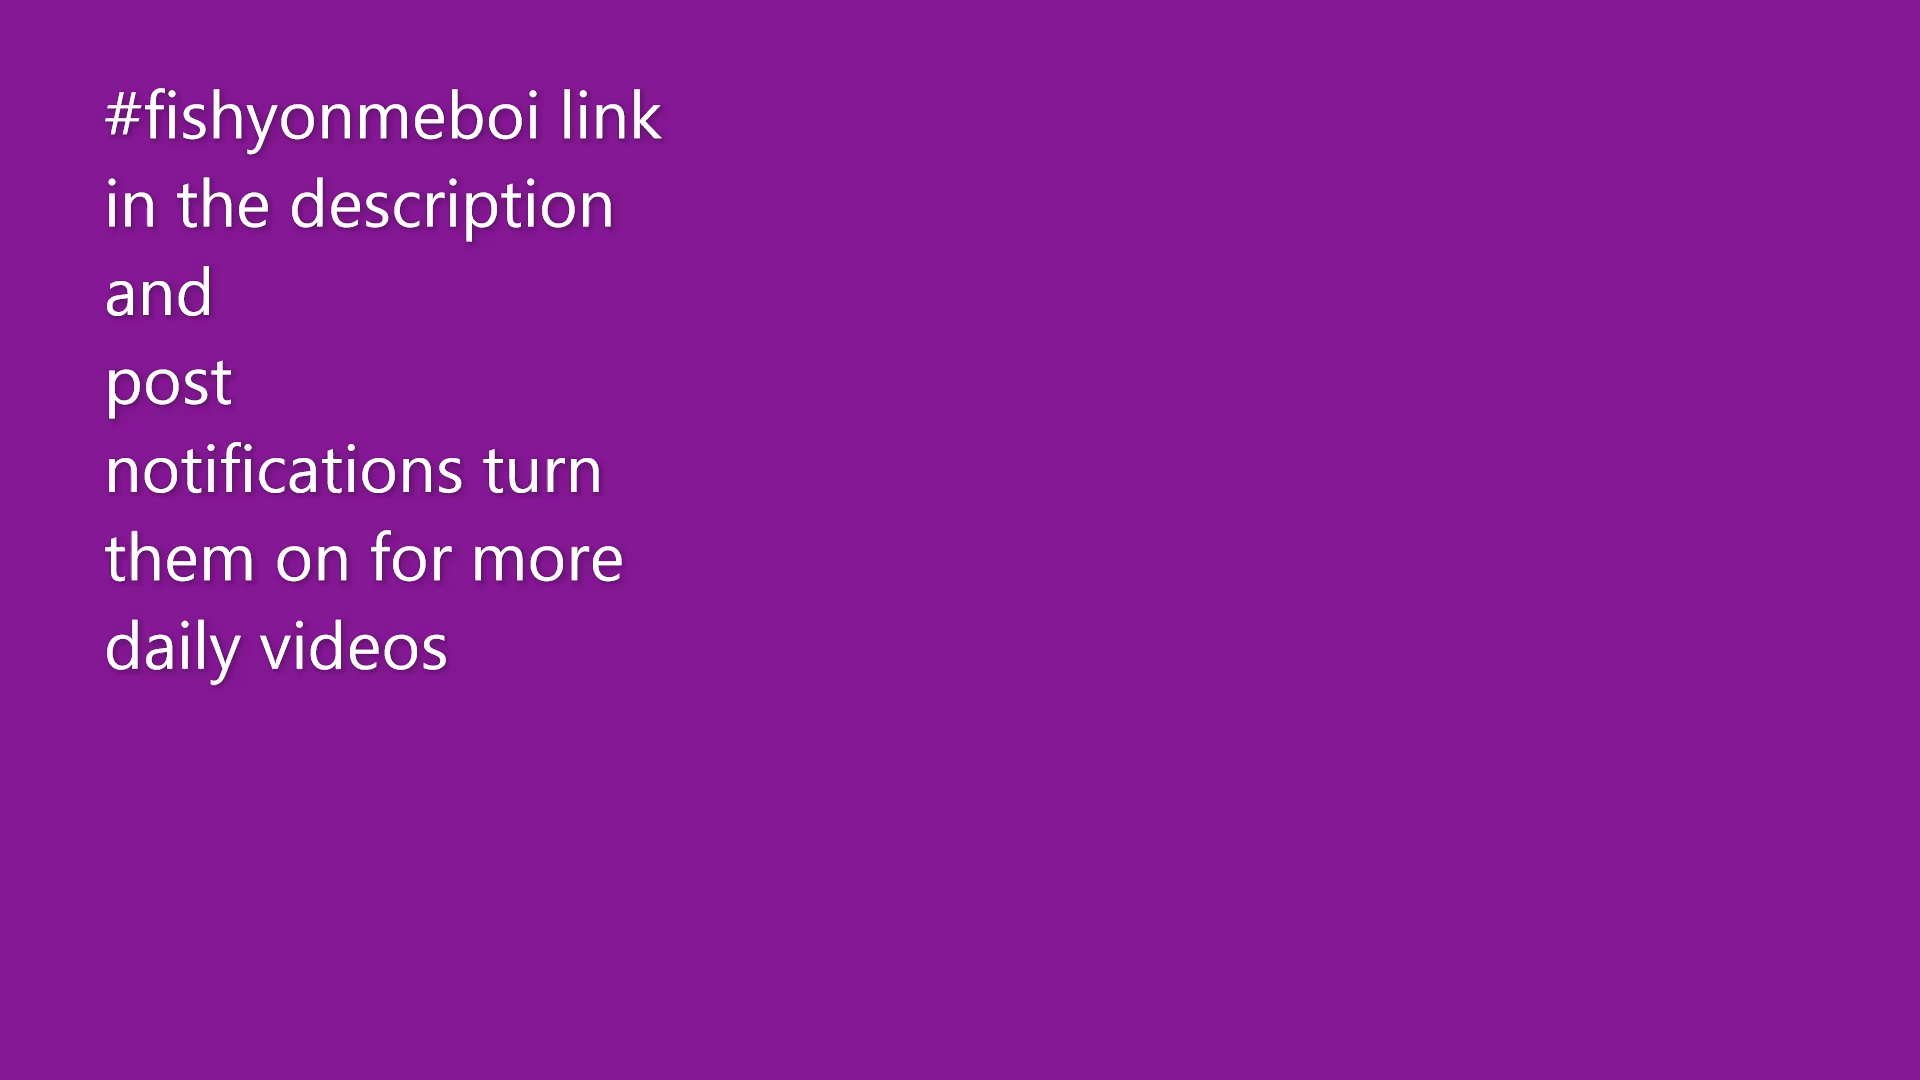 #fishyonmeboi link
in the description
and
post
notifications turn
them on for more
daily videos